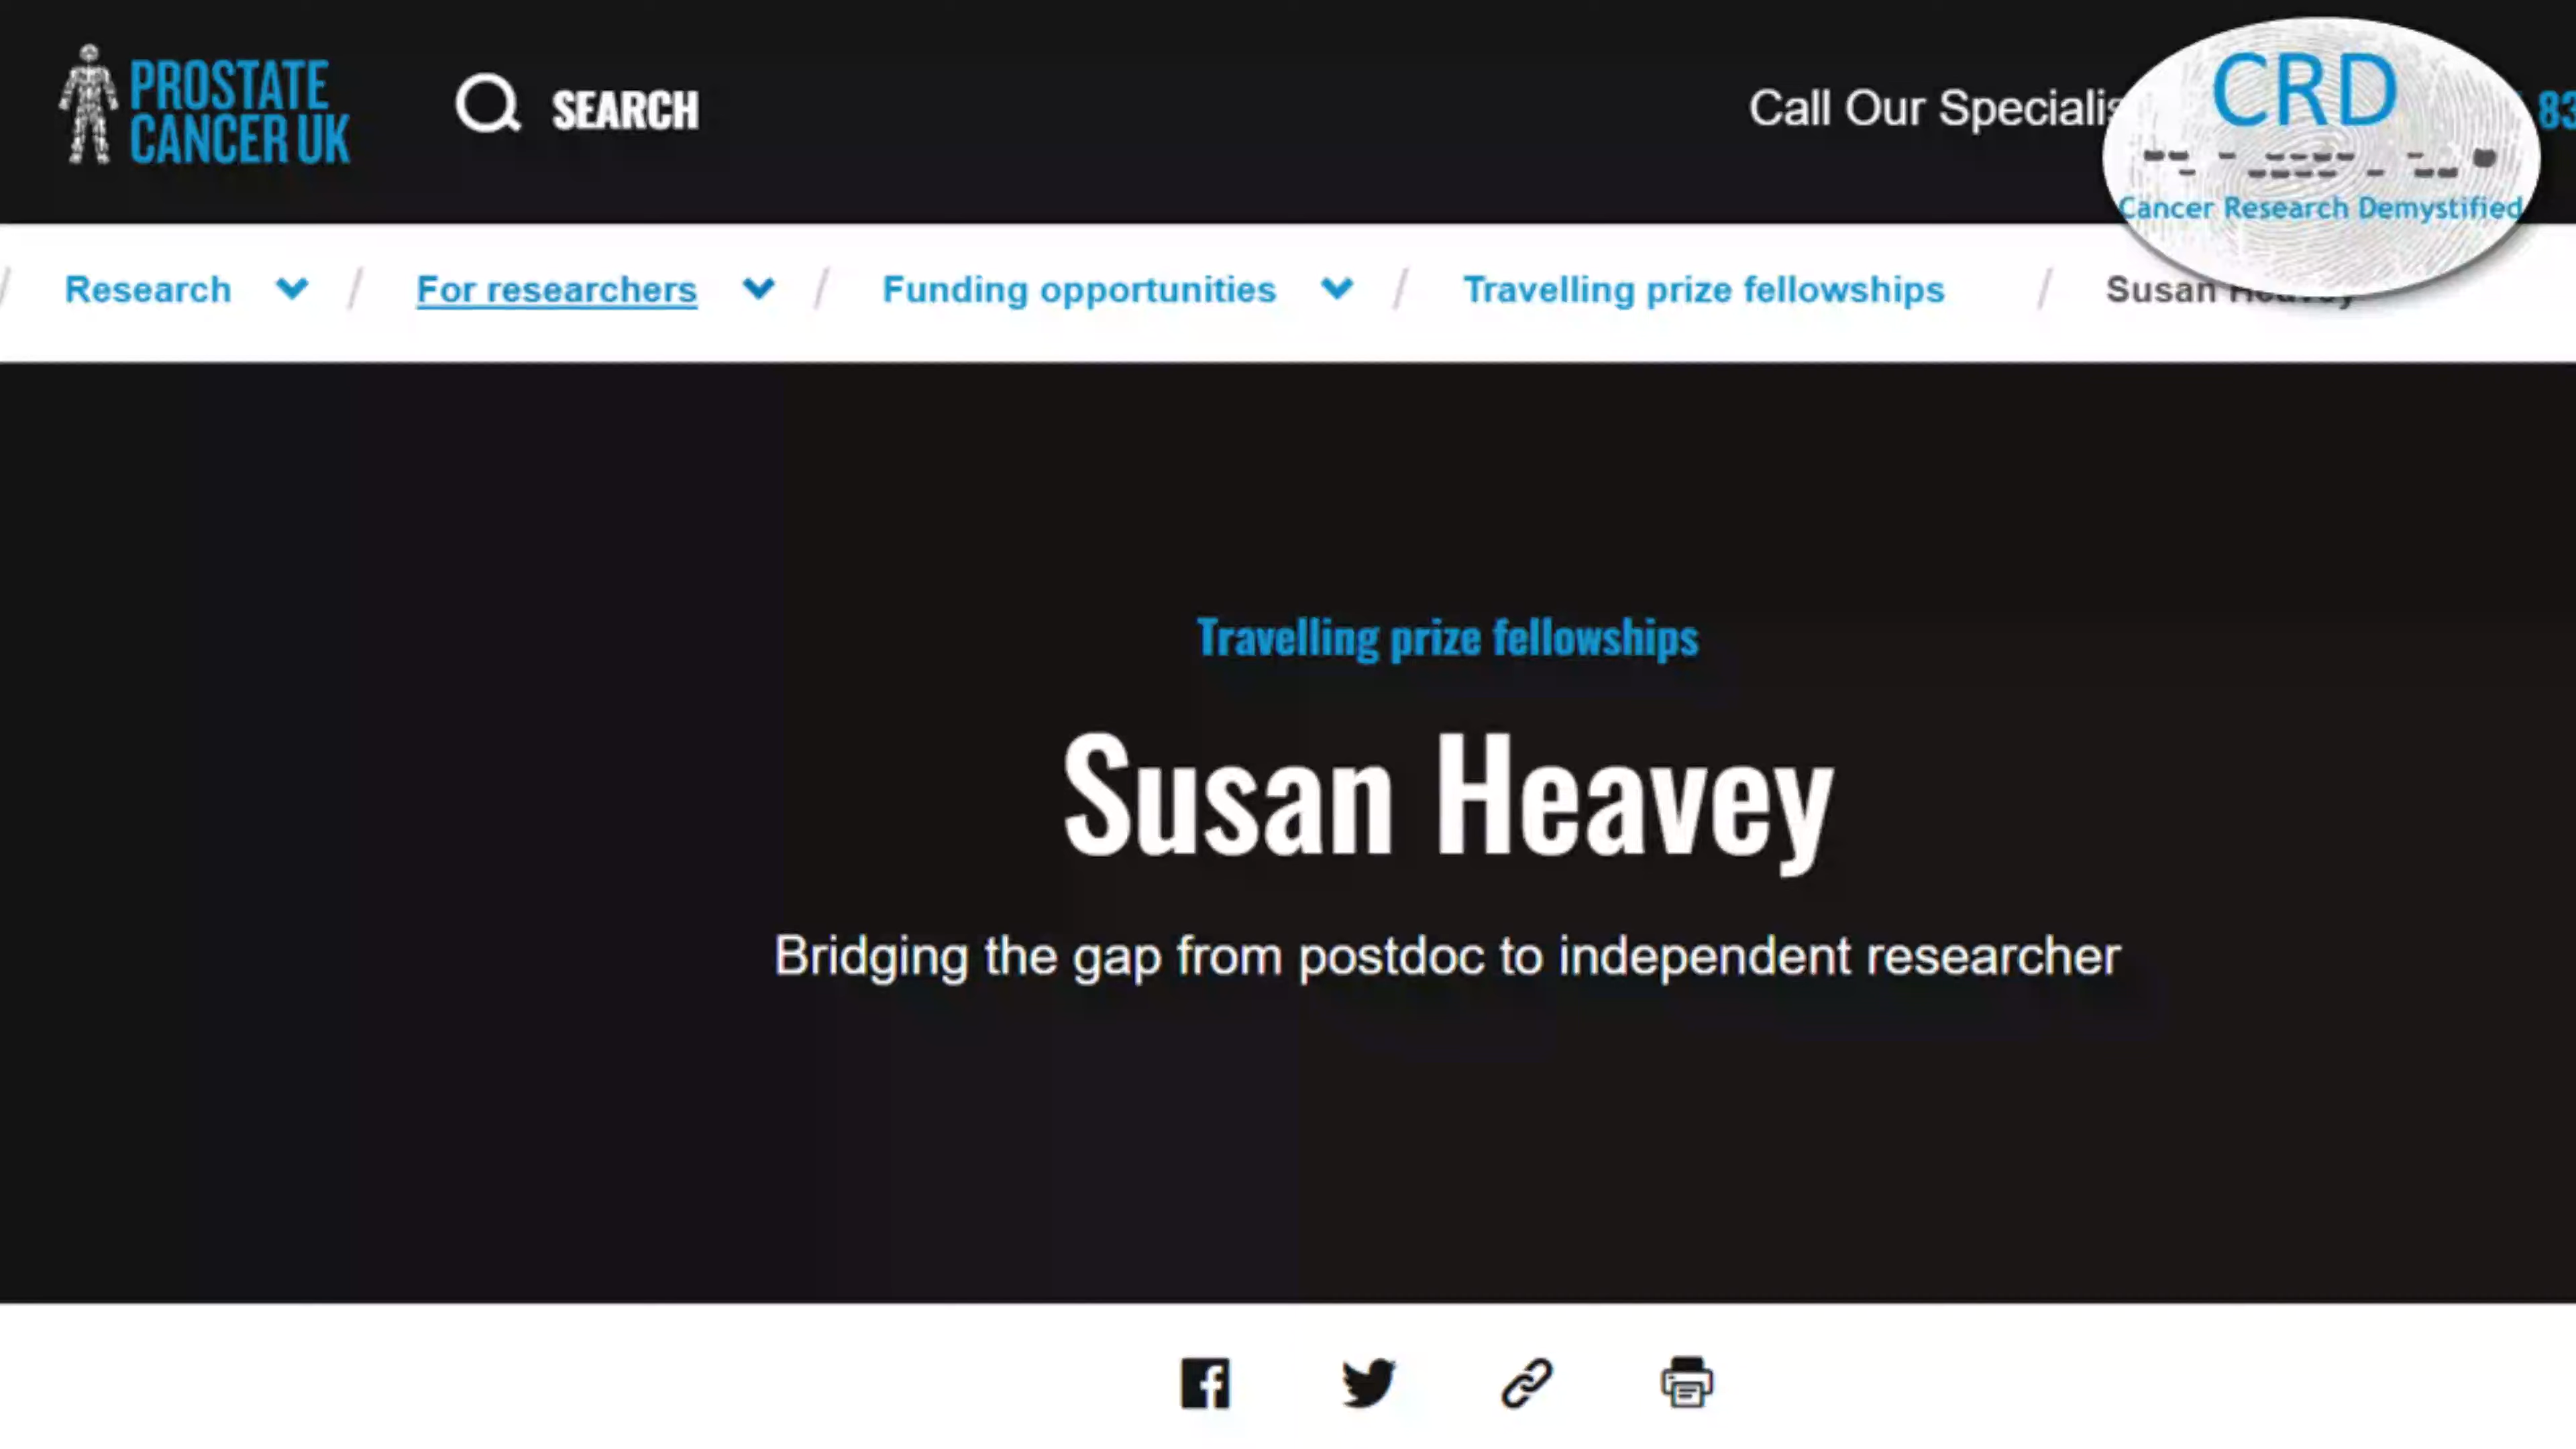 PROSTATE
CANCER UK
SEARCH
Call Our
CRD
83
Cancer Research Demystified
/ Research / For researchers / Funding opportunities / Travelling prize fellowships / Susan
Travelling prize fellowships
Susan Heavey
Bridging the gap from postdoc to independent researcher